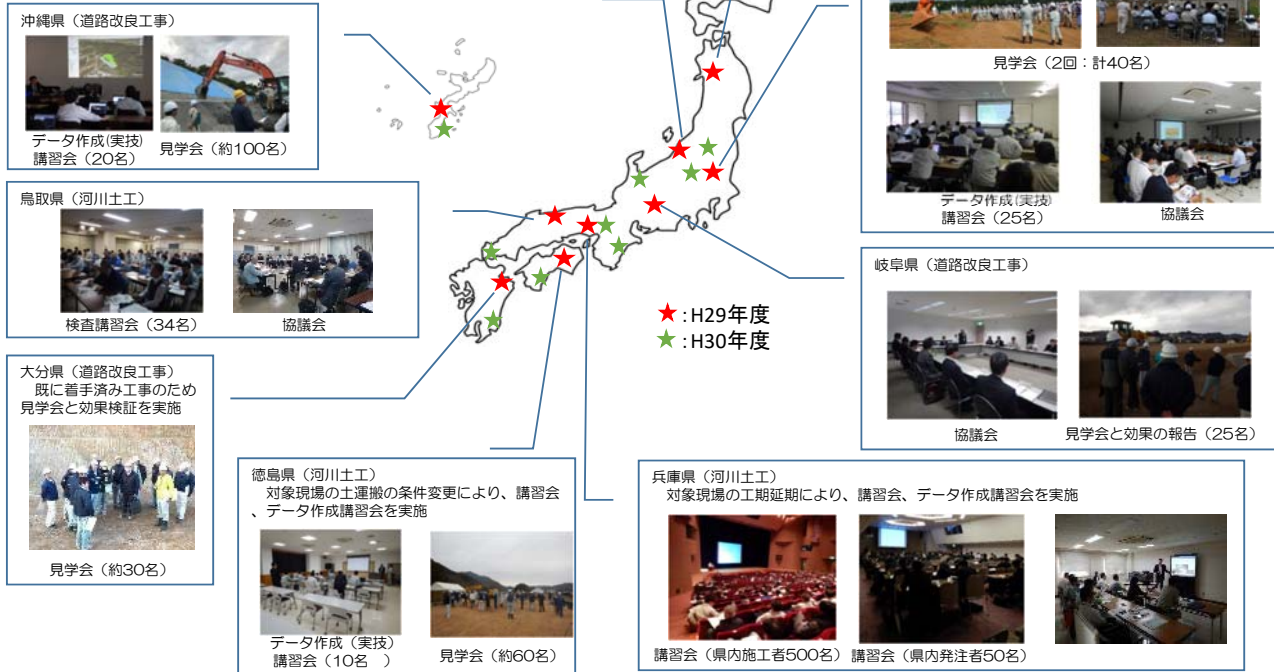 沖縄県（道路改良工事）
データ作成(実技)
講習会（20名）
見学会（約100名）
鳥取県（河川土工）
検査講習会（34名）
協議会
大分県（道路改良工事）
既に着手済み工事のため
見学会と効果検証を実施
見学会（約30名）
徳島県（河川土工）
対象現場の土運搬の条件変更により、講習会
、データ作成講習会を実施
データ作成（実技）
講習会（10名　）
見学会（約60名）
★:H29年度
★:H30年度
見学会（2回：計40名）
データ作成(実技)
講習会（25名）
協議会
岐阜県（道路改良工事）
協議会
見学会と効果の報告（25名）
兵庫県（河川土工）
対象現場の工期延期により、講習会、データ作成講習会を実施
講習会（県内施工者500名）
講習会（県内発注者50名）